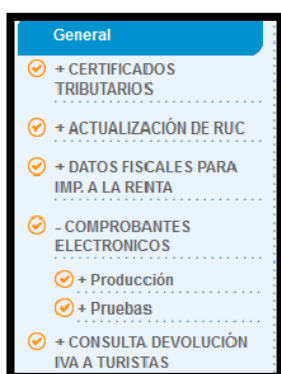 General
+ CERTIFICADOS
TRIBUTARIOS
+ ACTUALIZACIÓN DE RUC
+ DATOS FISCALES PARA
IMP. A LA RENTA
- COMPROBANTES
ELECTRONICOS
+ Producción
+ Pruebas
+ CONSULTA DEVOLUCIÓN
IVA A TURISTAS